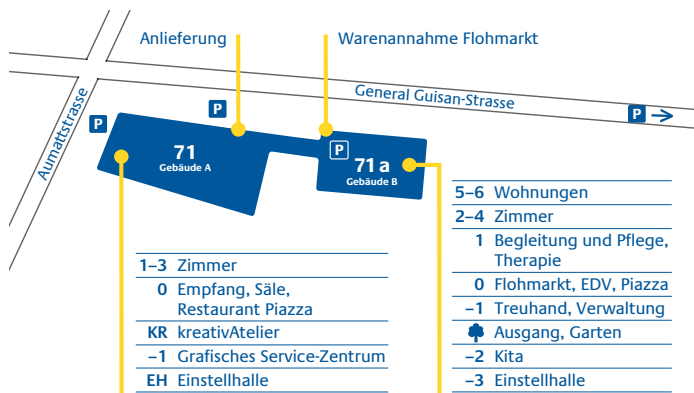 Anlieferung
Warenannahme Flohmarkt
General Guisan-Strasse
Aumattstrasse
P
P
P
P
71
Gebäude A
71 a
Gebäude B
1–3 Zimmer
0 Empfang, Säle,
Restaurant Piazza
KR kreativAtelier
–1 Grafisches Service-Zentrum
EH Einstellhalle
5–6 Wohnungen
2–4 Zimmer
1 Begleitung und Pflege,
Therapie
0 Flohmarkt, EDV, Piazza
–1 Treuhand, Verwaltung
Ausgang, Garten
–2 Kita
–3 Einstellhalle